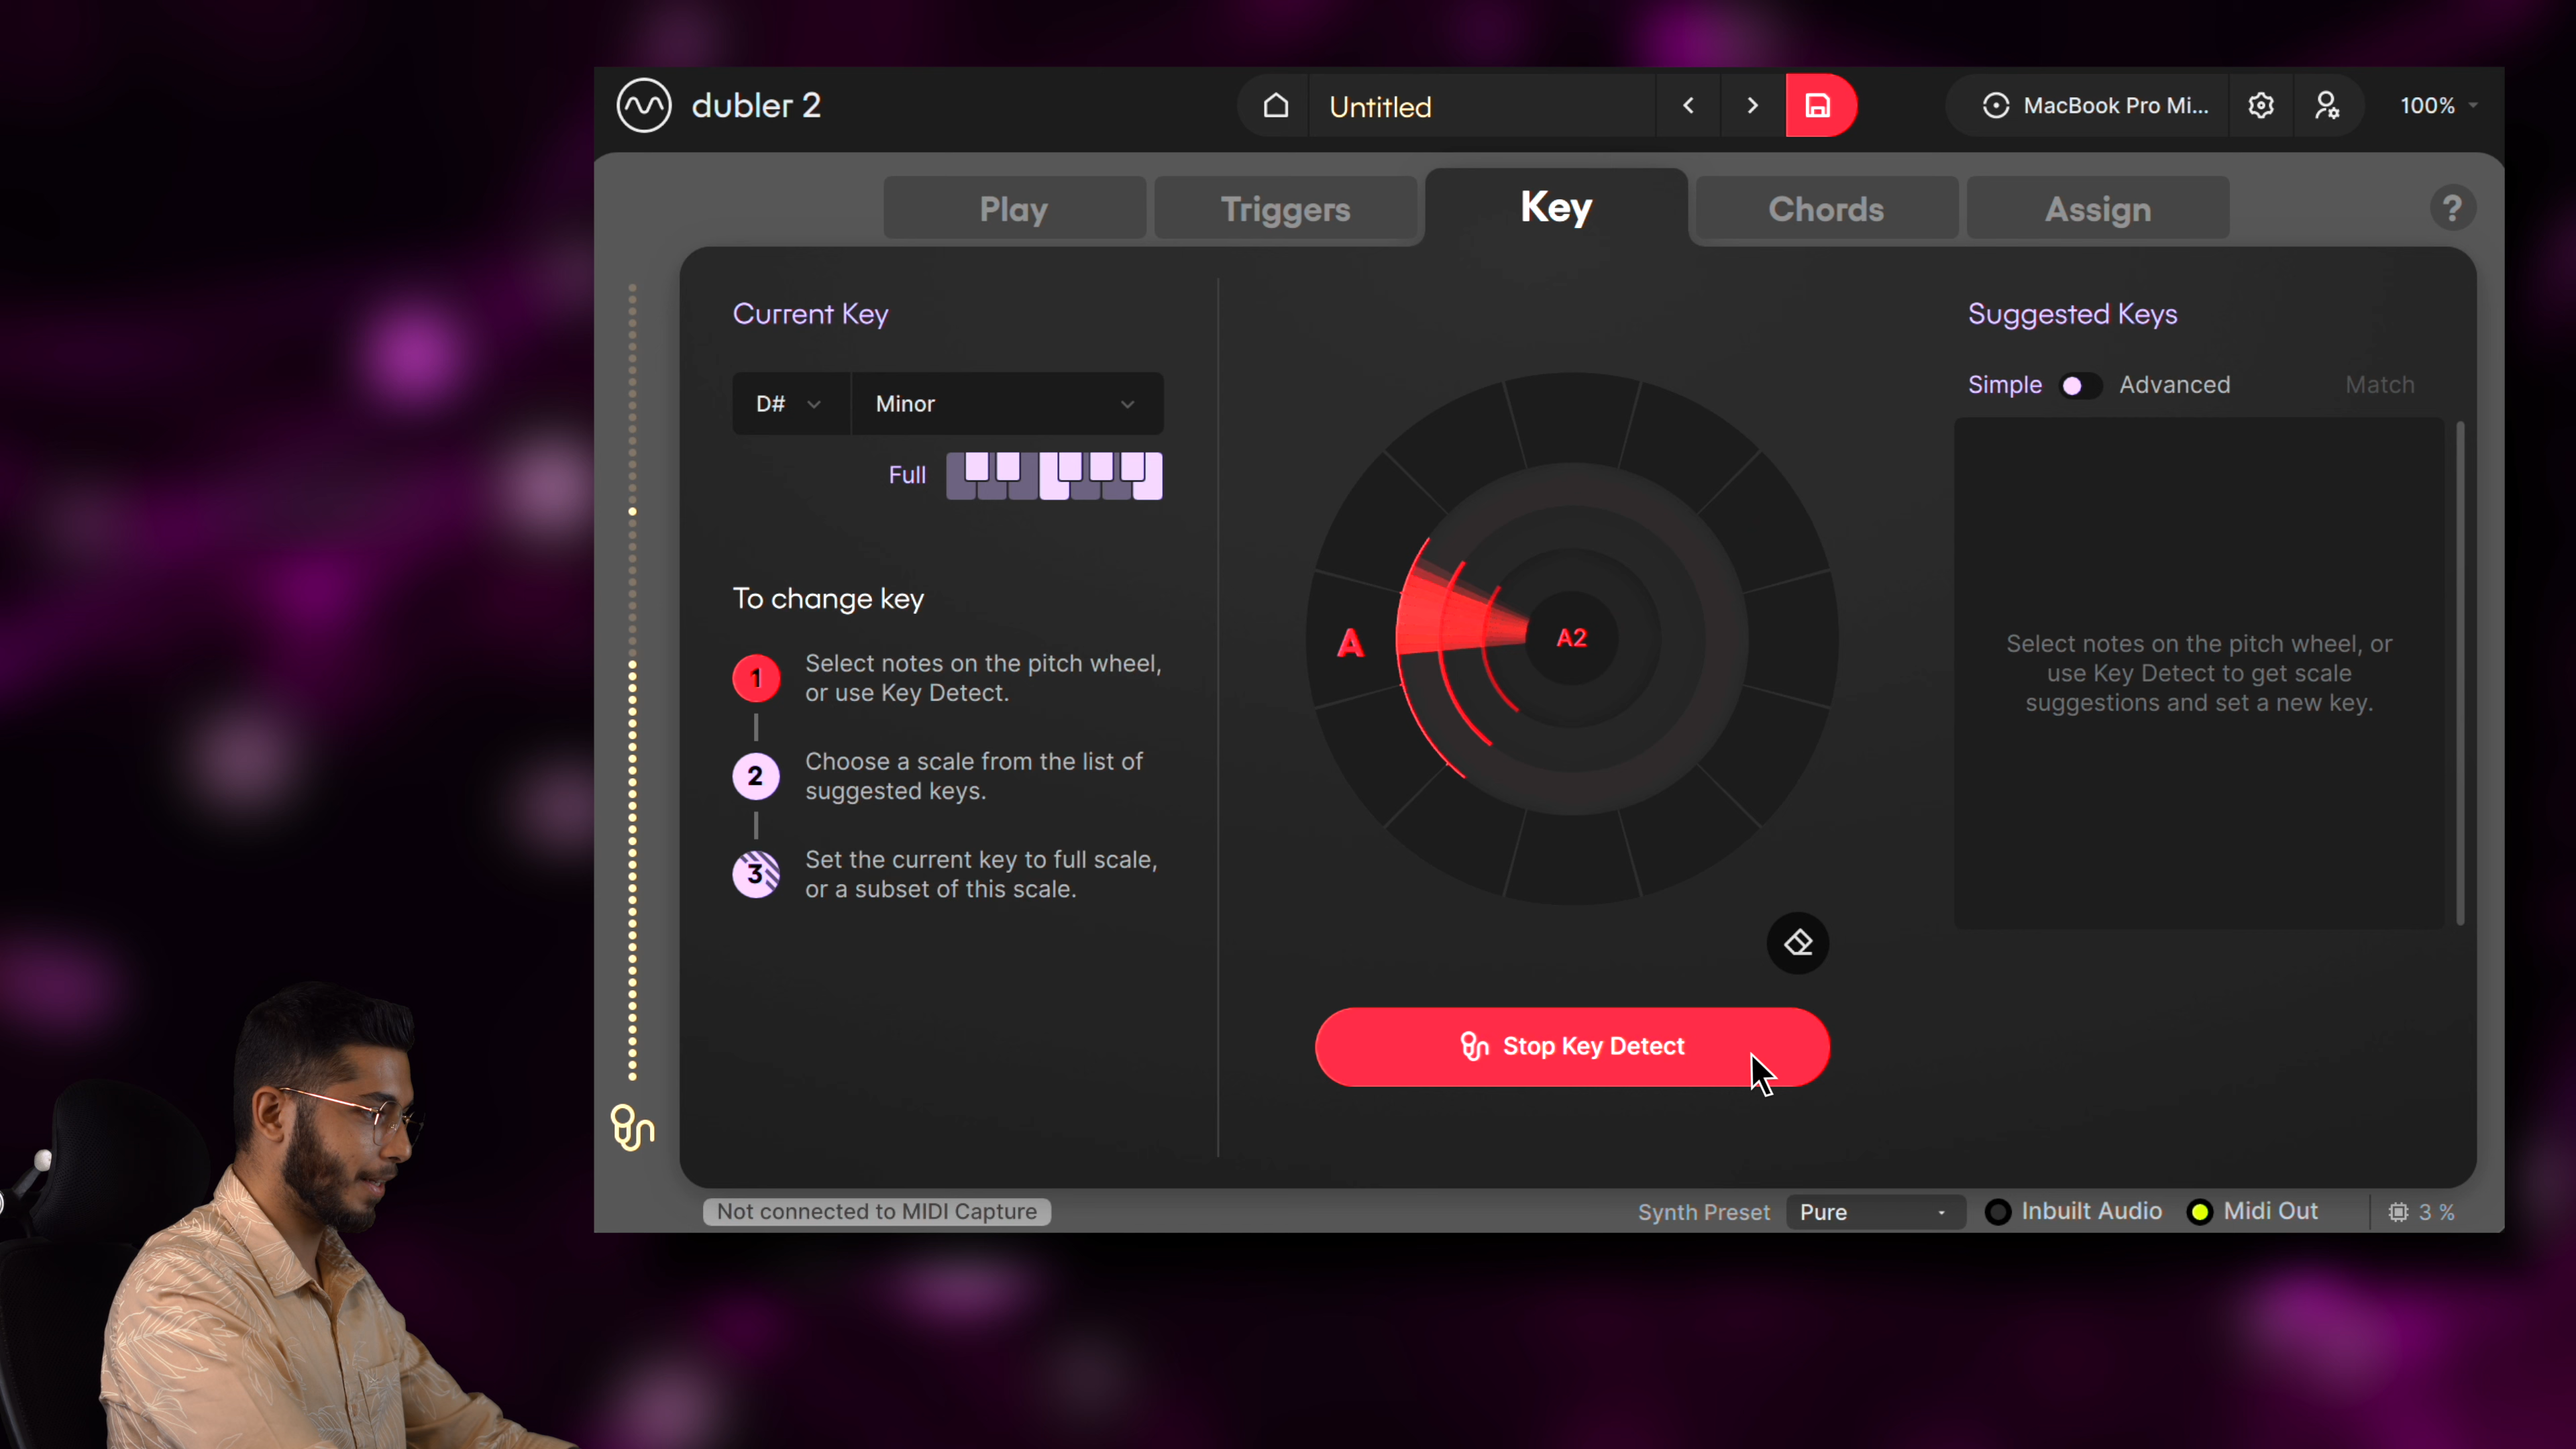 dubler 2
Untitled
MacBook Pro Mi...
100%
Play
Triggers
Key
Chords
Assign
?
Current Key
D#
Minor
Full
To change key
1
Select notes on the pitch wheel,
or use Key Detect.
2
Choose a scale from the list of
suggested keys.
3
Set the current key to full scale,
or a subset of this scale.
A
A2
Stop Key Detect
Suggested Keys
Simple
Advanced
Match
Select notes on the pitch wheel, or
use Key Detect to get scale
suggestions and set a new key.
Not connected to MIDI Capture
Synth Preset
Pure
Inbuilt Audio
Midi Out
3 %